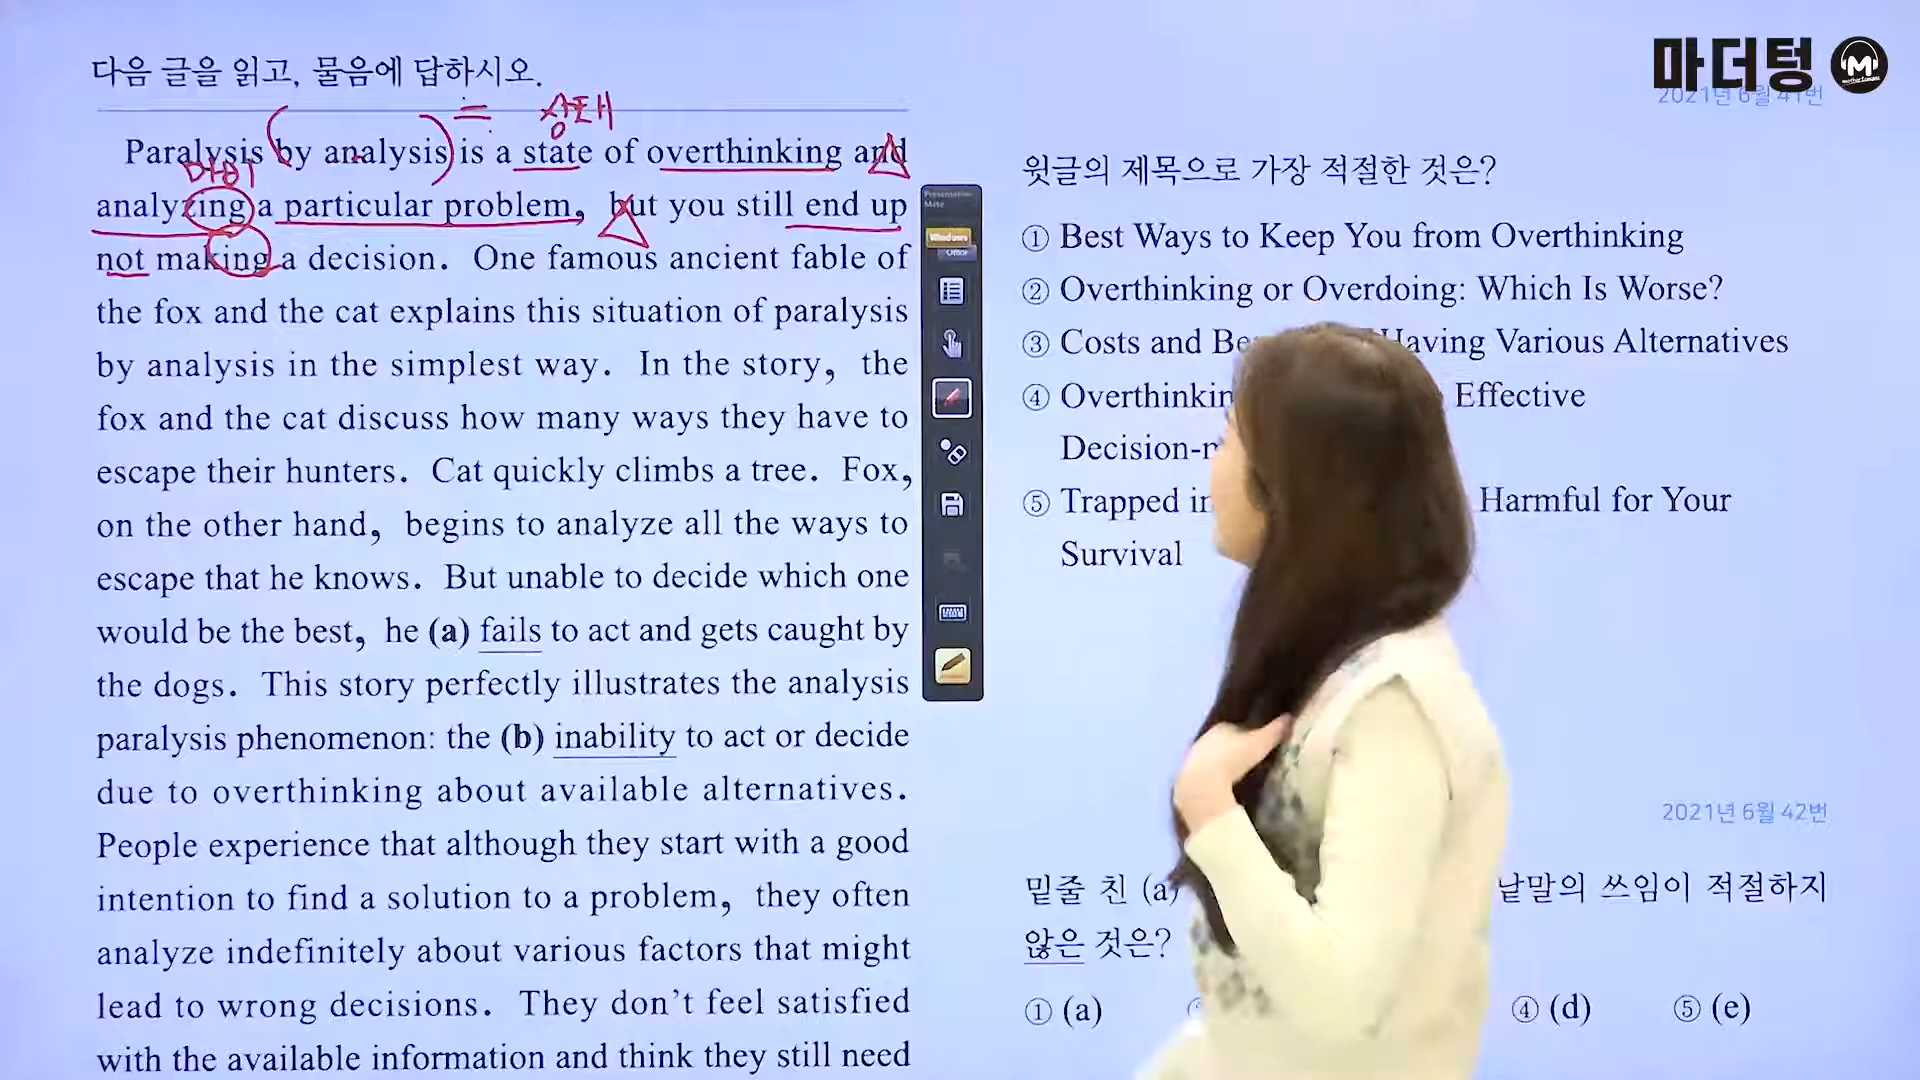 다음 글을 읽고, 물음에 답하시오.
상태
Paralysis by analysis is a state of overthinking and
마비
analyzing a particular problem, but you still end up
not making a decision. One famous ancient fable of
the fox and the cat explains this situation of paralysis
by analysis in the simplest way. In the story, the
fox and the cat discuss how many ways they have to
escape their hunters. Cat quickly climbs a tree. Fox,
on the other hand, begins to analyze all the ways to
escape that he knows. But unable to decide which one
would be the best, he (a) fails to act and gets caught by
the dogs. This story perfectly illustrates the analysis
paralysis phenomenon: the (b) inability to act or decide
due to overthinking about available alternatives.
People experience that although they start with a good
intention to find a solution to a problem, they often
analyze indefinitely about various factors that might
lead to wrong decisions. They don't feel satisfied
with the available information and think they still need
마더텅
M
2021년 6월 41번
윗글의 제목으로 가장 적절한 것은?
① Best Ways to Keep You from Overthinking
② Overthinking or Overdoing: Which Is Worse?
③ Costs and Having Various Alternatives
④ Effective
⑤ Trapped Harmful for Your
Survival
2021년 6월 42번
밑줄 친 (a) 낱말의 쓰임이 적절하지
않은 것은?
① (a) ④ (d) ⑤ (e)
Windows